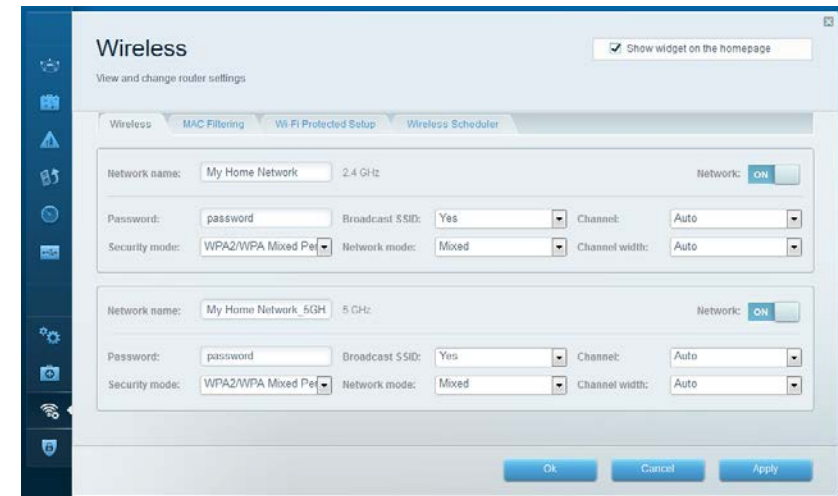 Wireless
Show widget on the homepage
View and change router settings
Wireless MAC Filtering Wi-Fi Protected Setup Wireless Scheduler
Network name: My Home Network 2.4 GHz Network: ON
Password: password Broadcast SSID: Yes Channel: Auto
Security mode: WPA2/WPA Mixed Per Network mode: Mixed Channel width: Auto
Network name: My Home Network_5GH 5 GHz Network: ON
Password: password Broadcast SSID: Yes Channel: Auto
Security mode: WPA2/WPA Mixed Per Network mode: Mixed Channel width: Auto
Ok Cancel Apply